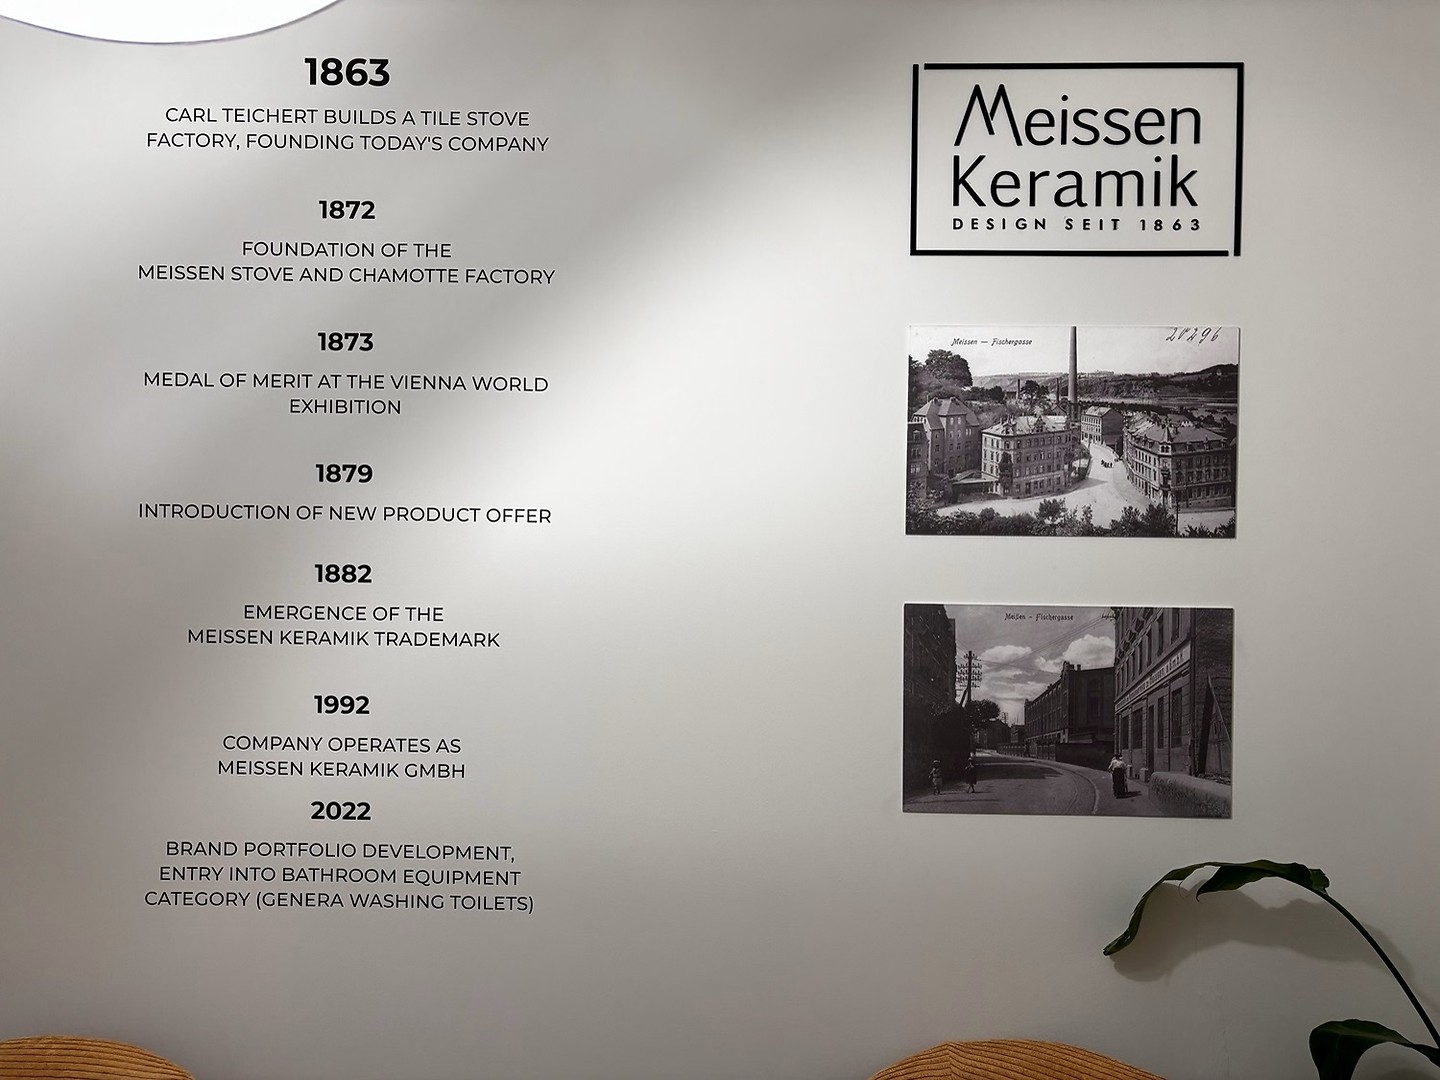 1863
CARL TEICHERT BUILDS A TILE STOVE
FACTORY, FOUNDING TODAY'S COMPANY
1872
FOUNDATION OF THE
MEISSEN STOVE AND CHAMOTTE FACTORY
1873
MEDAL OF MERIT AT THE VIENNA WORLD
EXHIBITION
1879
INTRODUCTION OF NEW PRODUCT OFFER
1882
EMERGENCE OF THE
MEISSEN KERAMIK TRADEMARK
1992
COMPANY OPERATES AS
MEISSEN KERAMIK GMBH
2022
BRAND PORTFOLIO DEVELOPMENT,
ENTRY INTO BATHROOM EQUIPMENT
CATEGORY (GENERA WASHING TOILETS)
Meissen
Keramik
DESIGN SEIT 1863
Meissen — Fischergasse
20296
Meißen - Fischergasse